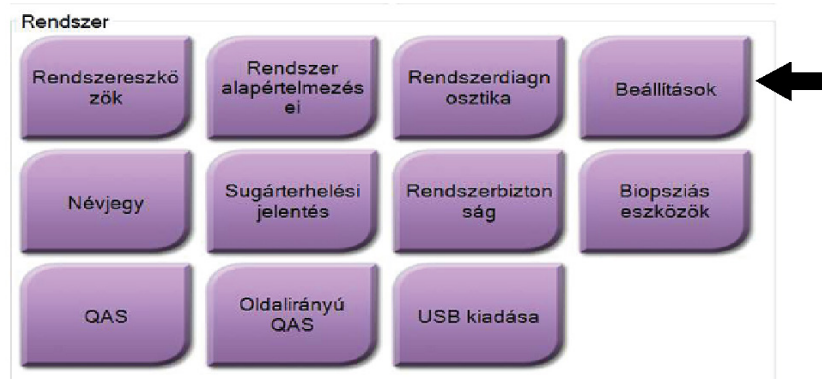 Rendszer
Rendszereszkö
zök
Rendszer
alapértelmezés
ei
Rendszerdiagn
osztika
Beállítások
Névjegy
Sugárterhelési
jelentés
Rendszerbizton
ság
Biopsziás
eszközök
QAS
Oldalirányú
QAS
USB kiadása